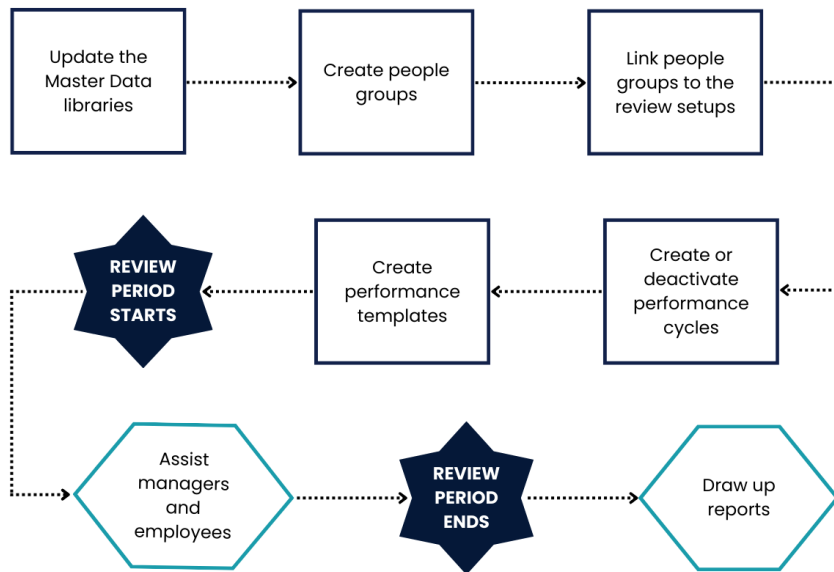 Update the
Master Data
libraries
Create people
groups
Link people
groups to the
review setups
Create or
deactivate
performance
cycles
Create
performance
templates
REVIEW
PERIOD
STARTS
Assist
managers
and
employees
REVIEW
PERIOD
ENDS
Draw up
reports